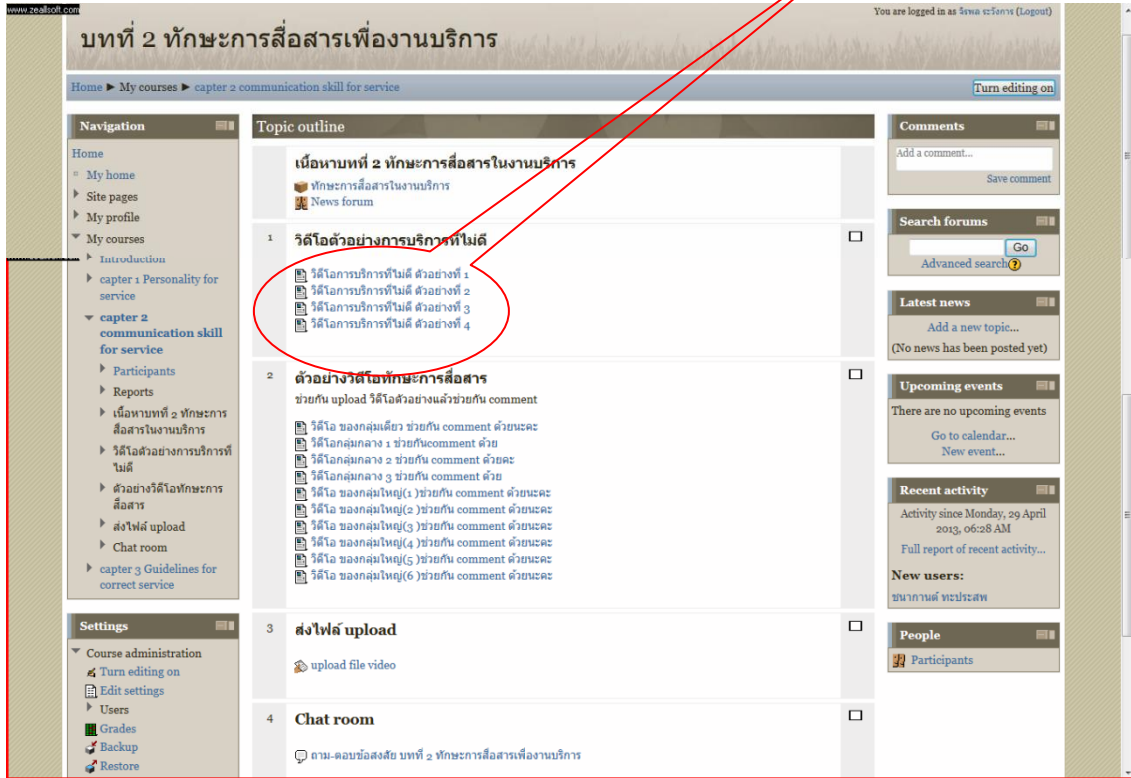 www.zeallsoft.com
You are logged in as จิรพล ระวังการ (Logout)
บทที่ 2 ทักษะการสื่อสารเพื่องานบริการ
Home ► My courses ► capter 2 communication skill for service
Turn editing on
Navigation
Home
My home
Site pages
My profile
My courses
Introduction
capter 1 Personality for
service
capter 2
communication skill
for service
Participants
Reports
เนื้อหาบทที่ 2 ทักษะการ
สื่อสารในงานบริการ
วิดีโอตัวอย่างการบริการที่
ไม่ดี
ตัวอย่างวิดีโอทักษะการ
สื่อสาร
ส่งไฟล์ upload
Chat room
capter 3 Guidelines for
correct service
Settings
Course administration
Turn editing on
Edit settings
Users
Grades
Backup
Restore
Topic outline
เนื้อหาบทที่ 2 ทักษะการสื่อสารในงานบริการ
ทักษะการสื่อสารในงานบริการ
News forum
1
วิดีโอตัวอย่างการบริการที่ไม่ดี
วิดีโอการบริการที่ไม่ดี ตัวอย่างที่ 1
วิดีโอการบริการที่ไม่ดี ตัวอย่างที่ 2
วิดีโอการบริการที่ไม่ดี ตัวอย่างที่ 3
วิดีโอการบริการที่ไม่ดี ตัวอย่างที่ 4
2
ตัวอย่างวิดีโอทักษะการสื่อสาร
ช่วยกัน upload วิดีโอตัวอย่างแล้วช่วยกัน comment
วิดีโอ ของกลุ่มเดียว ช่วยกัน comment ด้วยนะคะ
วิดีโอกลุ่มกลาง 1 ช่วยกันcomment ด้วย
วิดีโอกลุ่มกลาง 2 ช่วยกัน comment ด้วยคะ
วิดีโอกลุ่มกลาง 3 ช่วยกัน comment ด้วย
วิดีโอ ของกลุ่มใหญ่(1 )ช่วยกัน comment ด้วยนะคะ
วิดีโอ ของกลุ่มใหญ่(2 )ช่วยกัน comment ด้วยนะคะ
วิดีโอ ของกลุ่มใหญ่(3 )ช่วยกัน comment ด้วยนะคะ
วิดีโอ ของกลุ่มใหญ่(4 )ช่วยกัน comment ด้วยนะคะ
วิดีโอ ของกลุ่มใหญ่(5 )ช่วยกัน comment ด้วยนะคะ
วิดีโอ ของกลุ่มใหญ่(6 )ช่วยกัน comment ด้วยนะคะ
3
ส่งไฟล์ upload
upload file video
4
Chat room
ถาม-ตอบข้อสงสัย บทที่ 2 ทักษะการสื่อสารเพื่องานบริการ
Comments
Add a comment...
Save comment
Search forums
Go
Advanced search
Latest news
Add a new topic...
(No news has been posted yet)
Upcoming events
There are no upcoming events
Go to calendar...
New event...
Recent activity
Activity since Monday, 29 April
2013, 06:28 AM
Full report of recent activity...
New users:
ชนากานต์ ทะประสพ
People
Participants